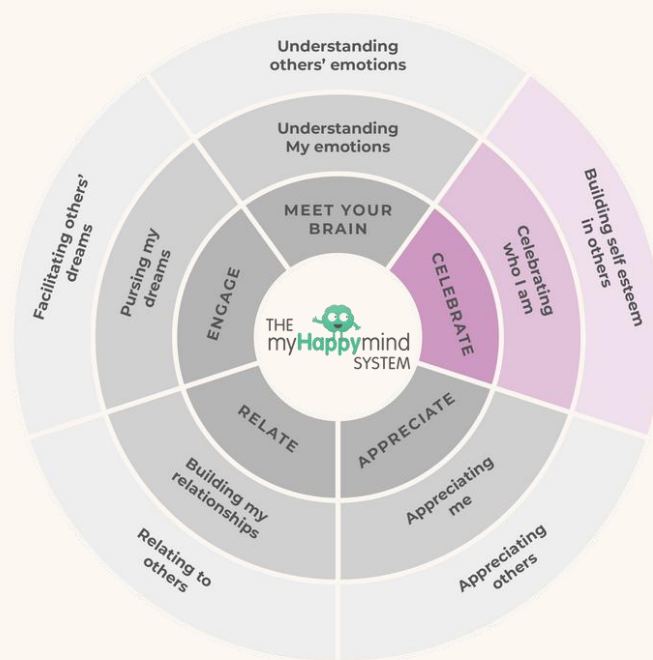 Understanding
others' emotions
Understanding
My emotions
MEET YOUR
BRAIN
Building self esteem
in others
Celebrating
who I am
CELEBRATE
Facilitating others'
dreams
Pursing my
dreams
ENGAGE
THE
myHappymind
SYSTEM
RELATE
APPRECIATE
Building my
relationships
Appreciating
me
Relating to
others
Appreciating
others